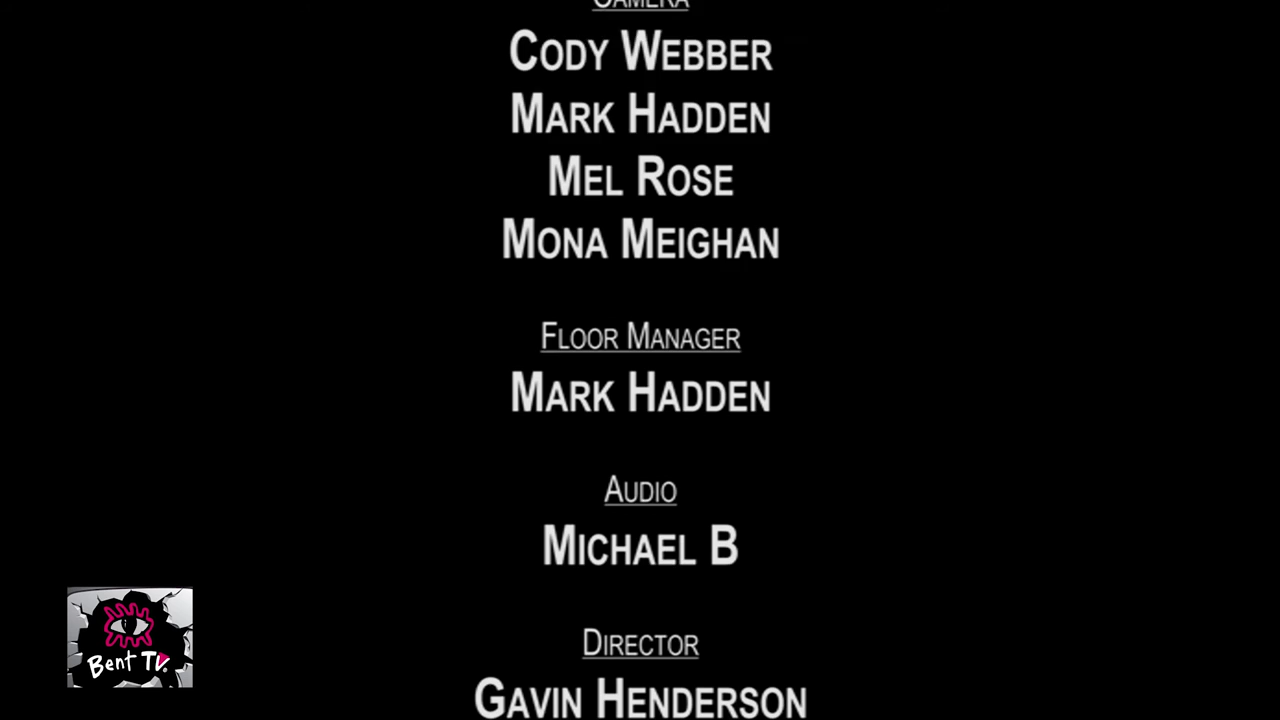 CAMERA
CODY WEBBER
MARK HADDEN
MEL ROSE
MONA MEIGHAN
FLOOR MANAGER
MARK HADDEN
AUDIO
MICHAEL B
DIRECTOR
GAVIN HENDERSON
Bent TV.